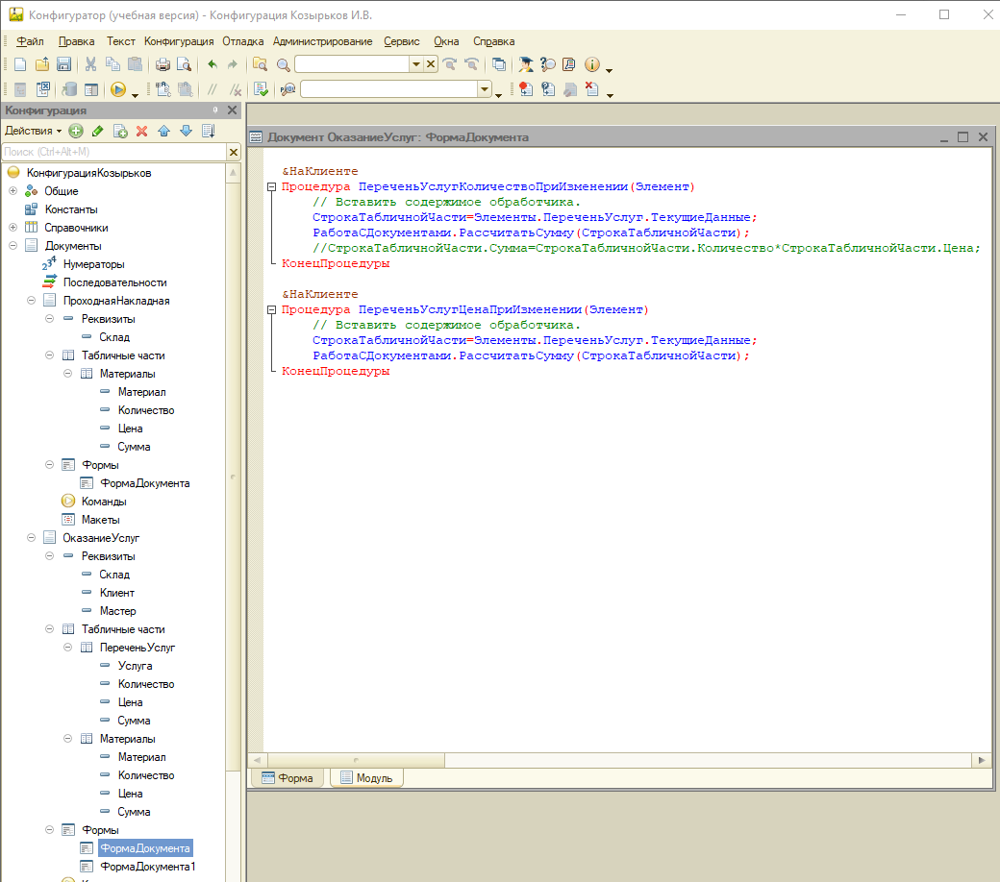 Конфигуратор (учебная версия) - Конфигурация Козырьков И.В.
Файл Правка Текст Конфигурация Отладка Администрирование Сервис Окна Справка
Конфигурация
Действия
Поиск (Ctrl+Alt+M)
КонфигурацияКозырьков
Общие
Константы
Справочники
Документы
Нумераторы
Последовательности
ПроходнаяНакладная
Реквизиты
Склад
Табличные части
Материалы
Материал
Количество
Цена
Сумма
Формы
ФормаДокумента
Команды
Макеты
ОказаниеУслуг
Реквизиты
Склад
Клиент
Мастер
Табличные части
ПереченьУслуг
Услуга
Количество
Цена
Сумма
Материалы
Материал
Количество
Цена
Сумма
Формы
ФормаДокумента
ФормаДокумента1
Документ ОказаниеУслуг: ФормаДокумента
&НаКлиенте
Процедура ПереченьУслугКоличествоПриИзменении(Элемент)
// Вставить содержимое обработчика.
СтрокаТабличнойЧасти=Элементы.ПереченьУслуг.ТекущиеДанные;
РаботаСДокументами.РассчитатьСумму(СтрокаТабличнойЧасти);
//СтрокаТабличнойЧасти.Сумма=СтрокаТабличнойЧасти.Количество*СтрокаТабличнойЧасти.Цена;
КонецПроцедуры
&НаКлиенте
Процедура ПереченьУслугЦенаПриИзменении(Элемент)
// Вставить содержимое обработчика.
СтрокаТабличнойЧасти=Элементы.ПереченьУслуг.ТекущиеДанные;
РаботаСДокументами.РассчитатьСумму(СтрокаТабличнойЧасти);
КонецПроцедуры
Форма Модуль